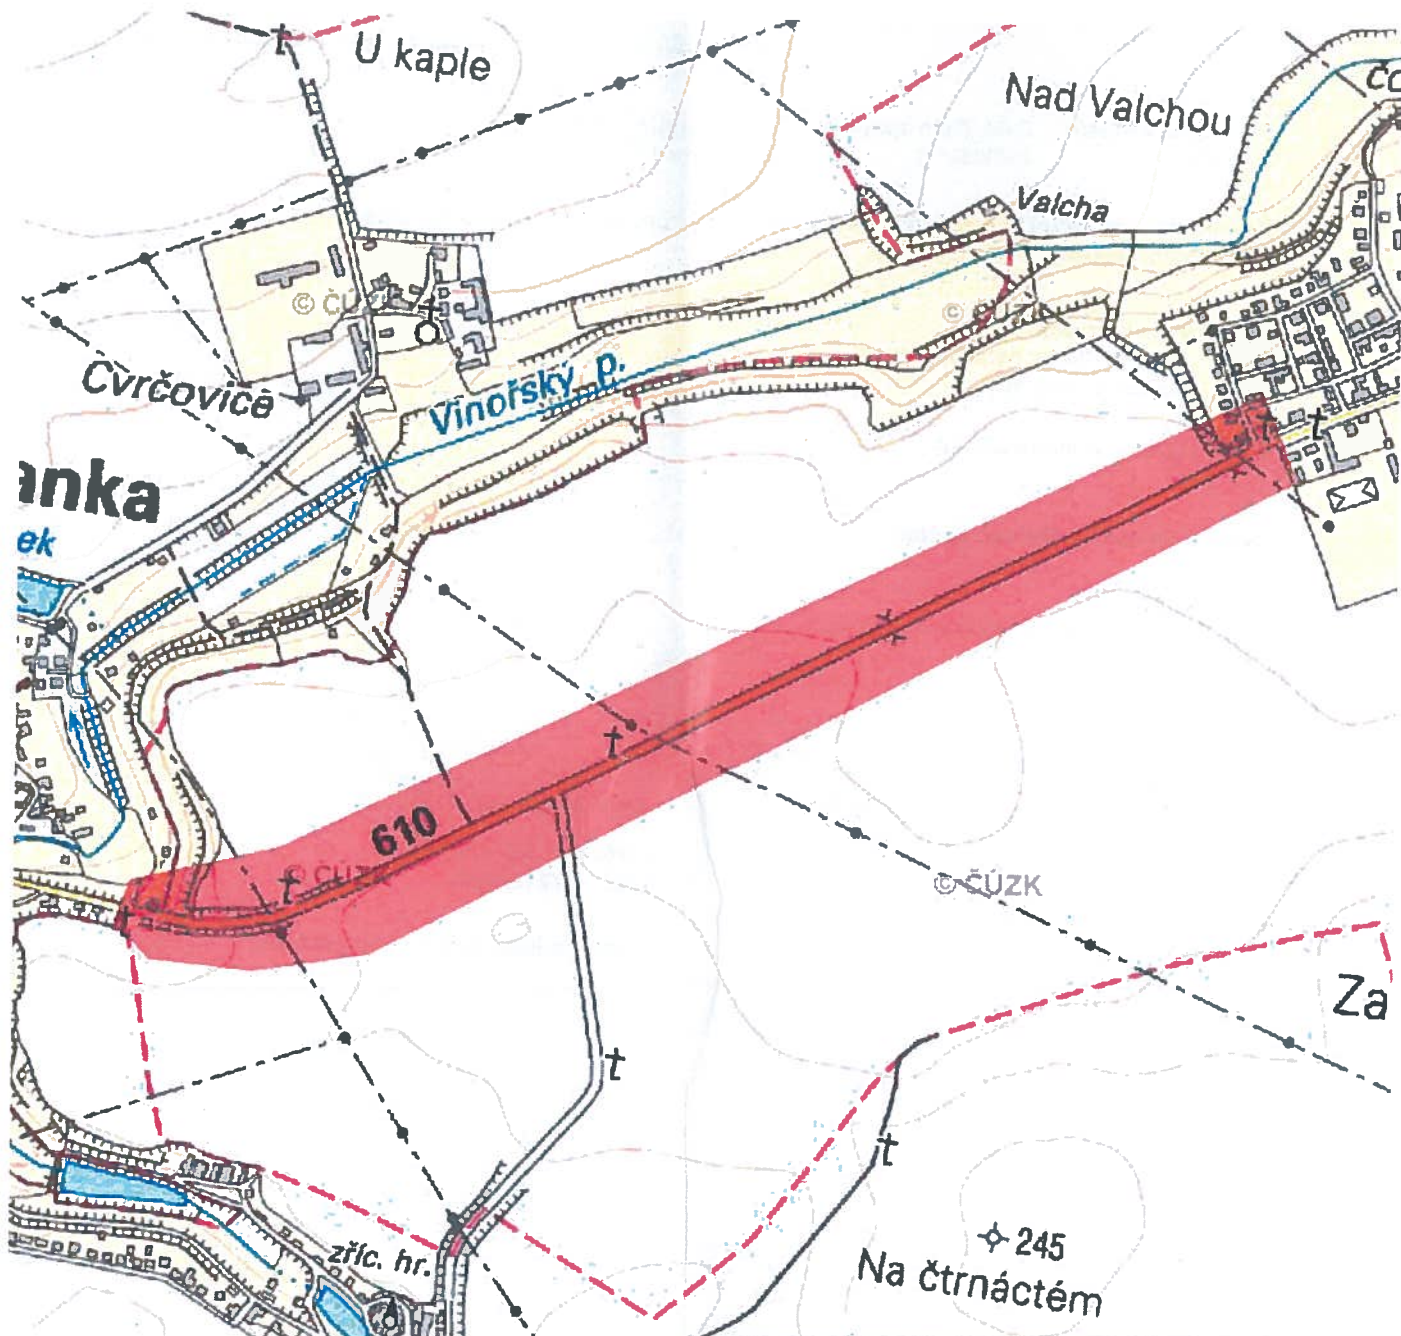 U kaple
Nad Valchou
Valcha
© ČÚZK
© ČÚZK
Cvrčovice
Vinořský p.
anka
ek
610
© ČÚZK
© ČÚZK
Za
245
Na čtrnáctém
zříc. hr.